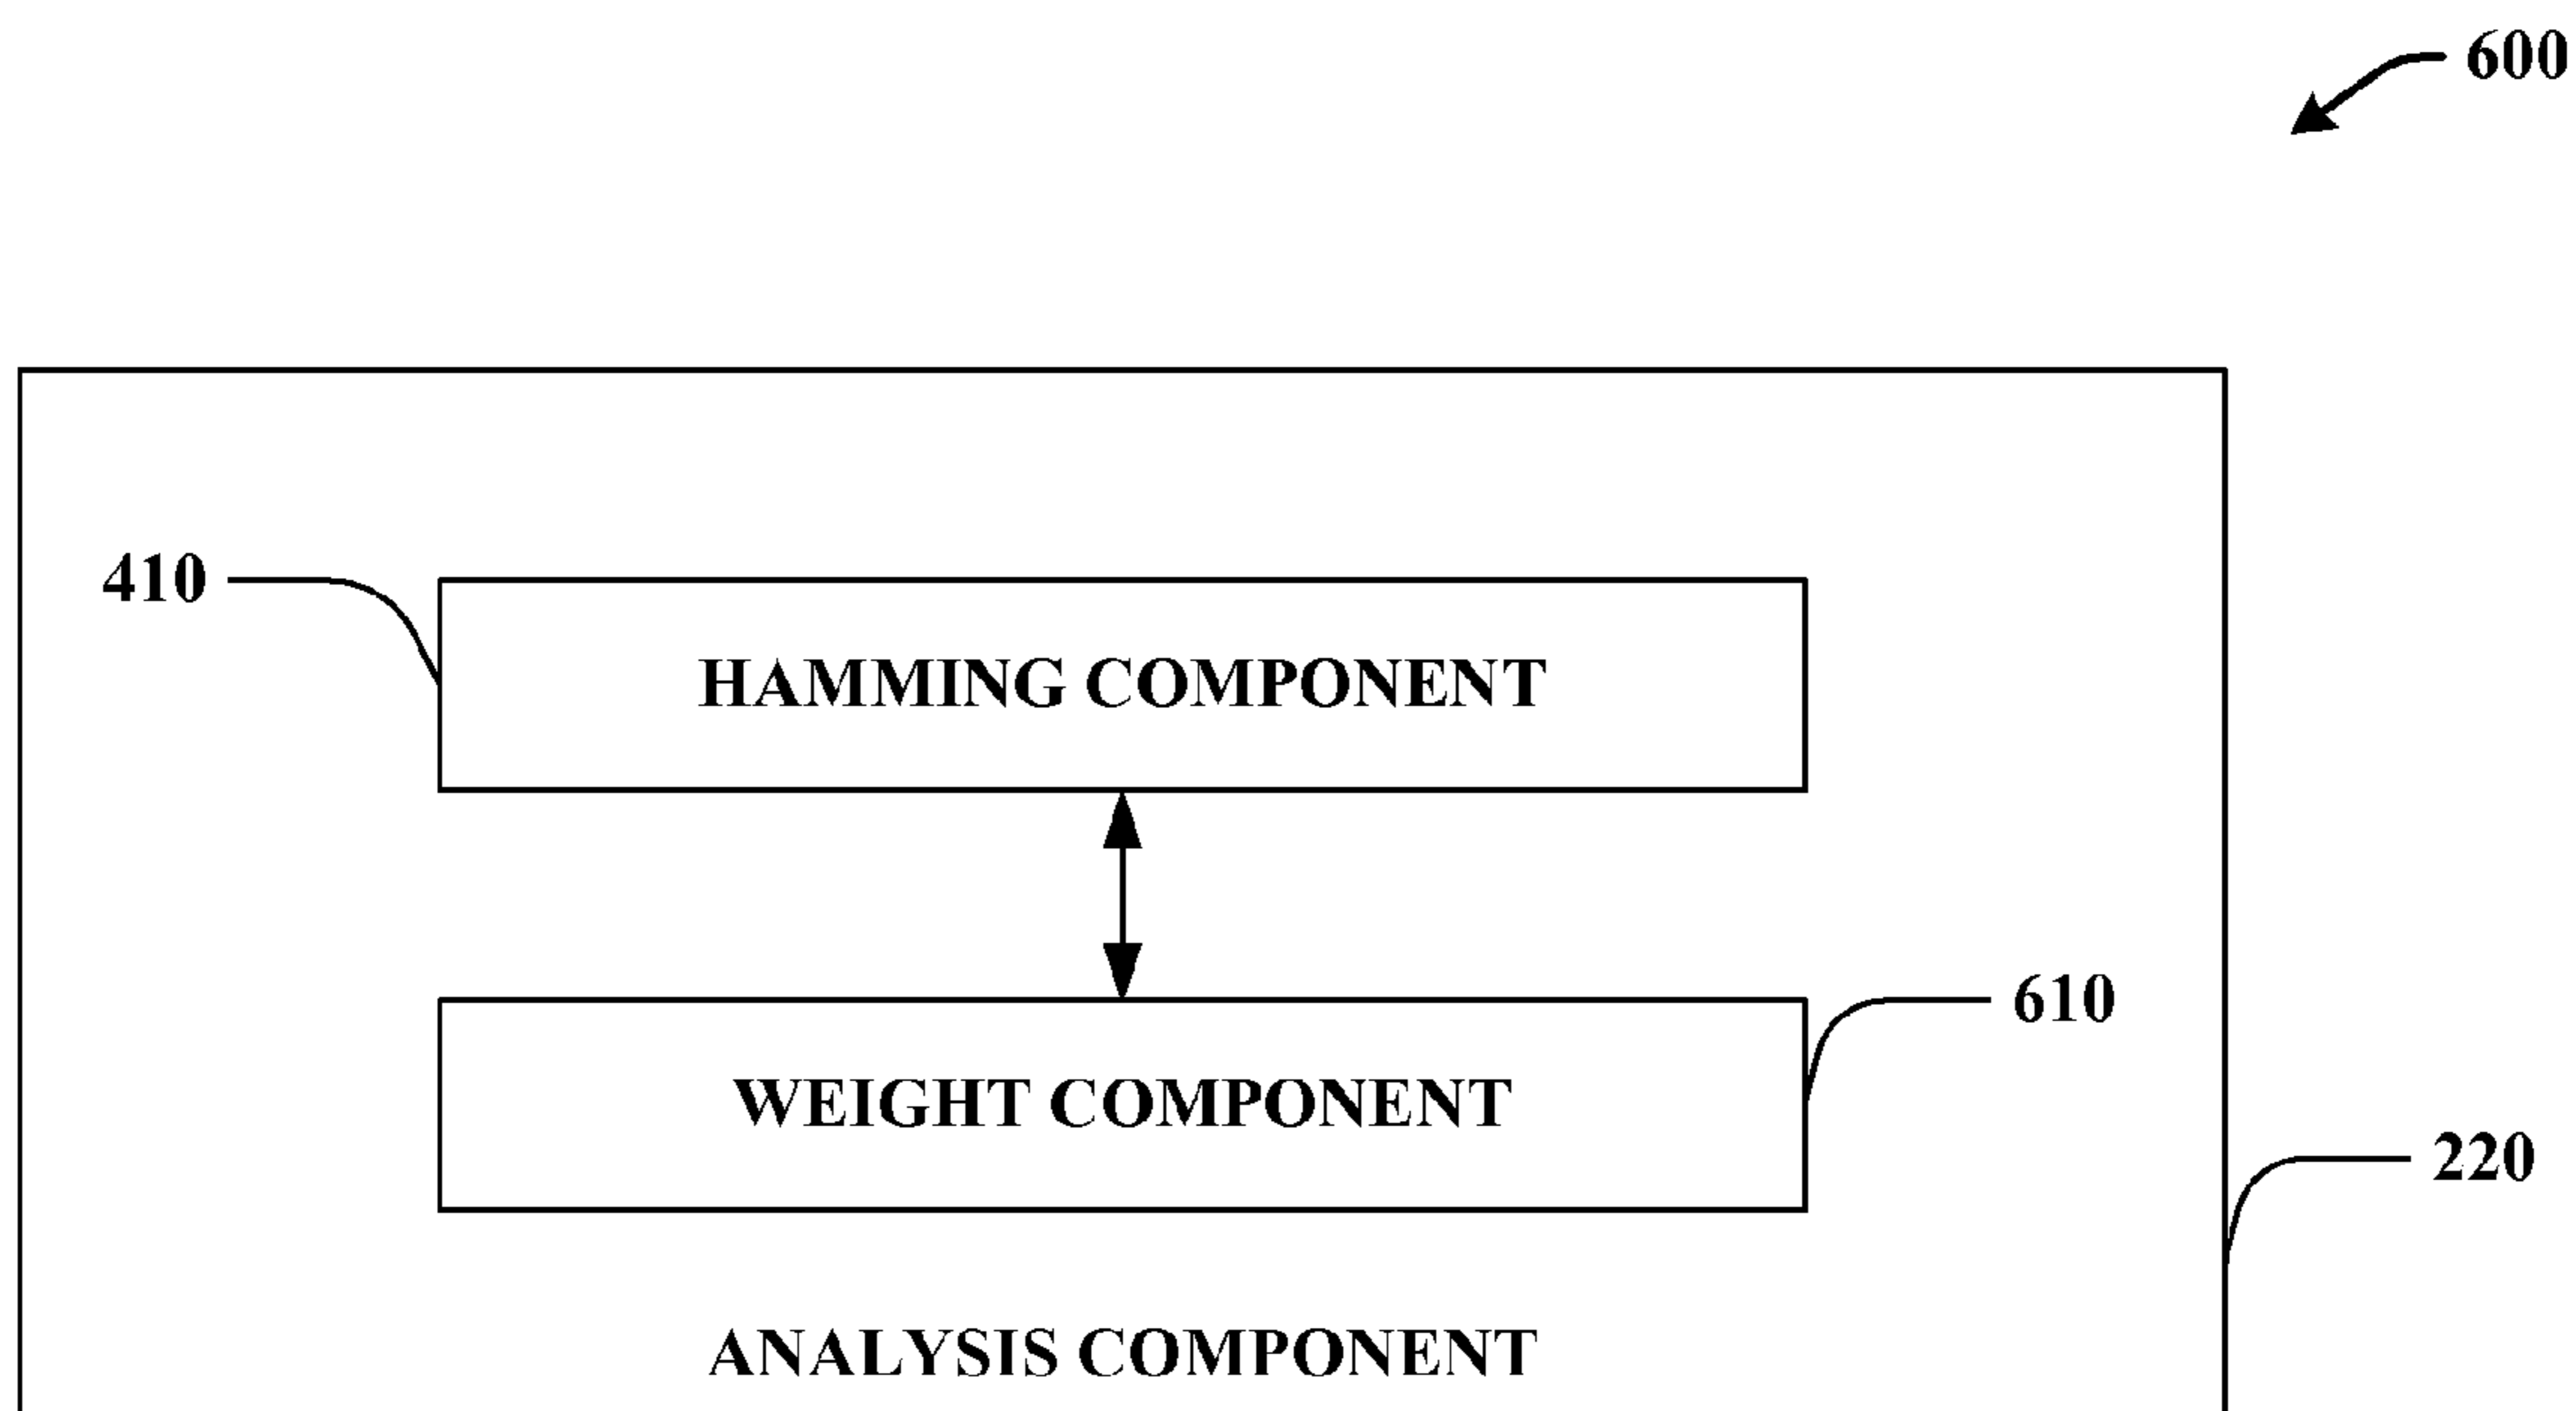 600
410
HAMMING COMPONENT
610
WEIGHT COMPONENT
220
ANALYSIS COMPONENT